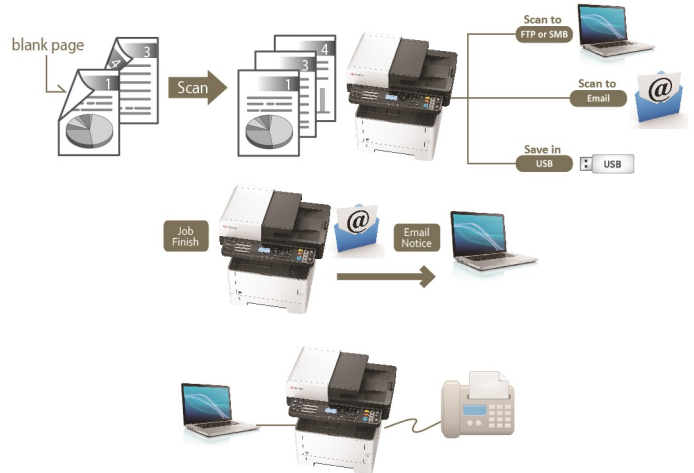 blank page
1
4
3
Scan
1
3
4
Scan to
FTP or SMB
Scan to
Email
@
Save in
USB
USB
Job
Finish
@
Email
Notice